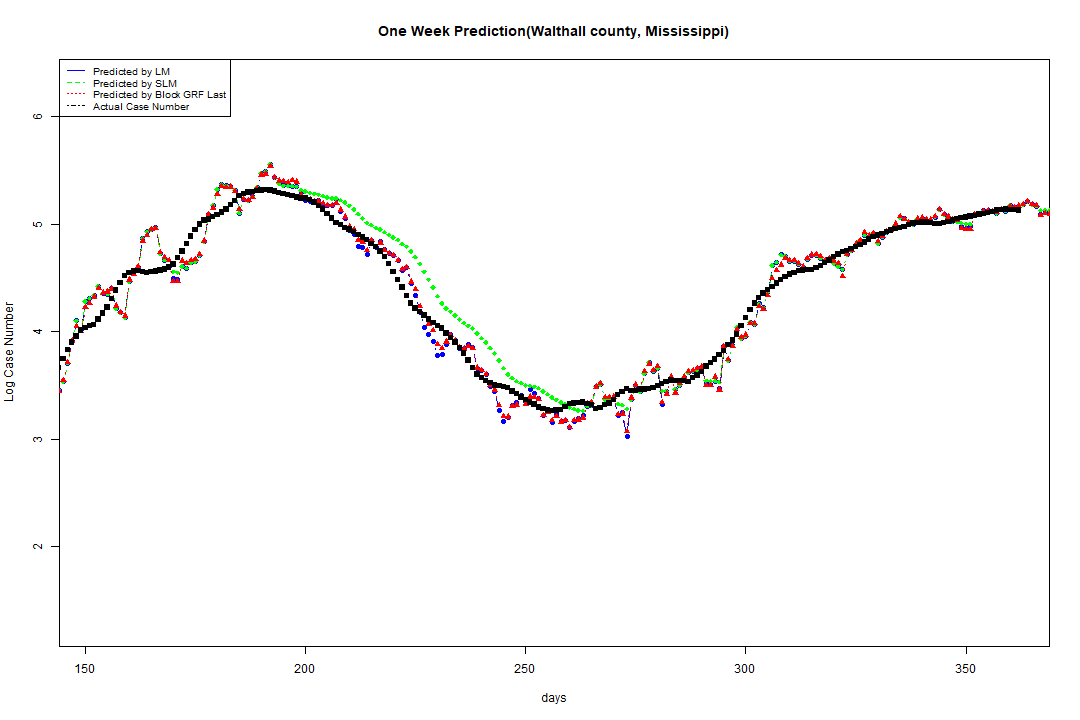 One Week Prediction(Walthall county, Mississippi)
Predicted by LM
Predicted by SLM
Predicted by Block GRF Last
Actual Case Number
6
5
4
3
2
Log Case Number
150 200 250 300 350
days